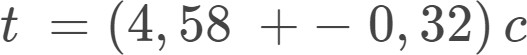 t = (4,58 + − 0,32) c